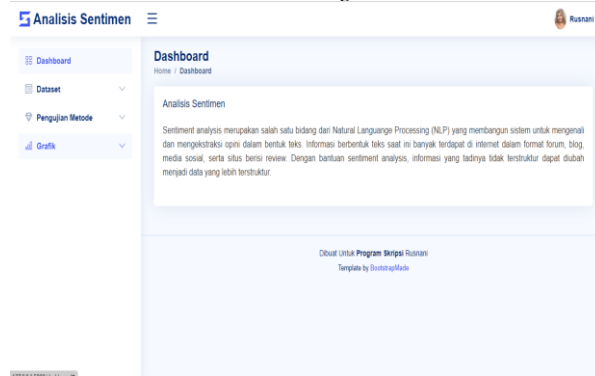 Analisis Sentimen
Rusnani
Dashboard
Dataset
Pengujian Metode
Grafik
Dashboard
Home / Dashboard
Analisis Sentimen
Sentiment analysis merupakan salah satu bidang dari Natural Languange Processing (NLP) yang membangun sistem untuk mengenali
dan mengekstraksi opini dalam bentuk teks. Informasi berbentuk teks saat ini banyak terdapat di internet dalam format forum, blog,
media sosial, serta situs berisi review. Dengan bantuan sentiment analysis, informasi yang tadinya tidak terstruktur dapat diubah
menjadi data yang lebih terstruktur.
Dibuat Untuk Program Skripsi Rusnani
Template by BootstrapMade